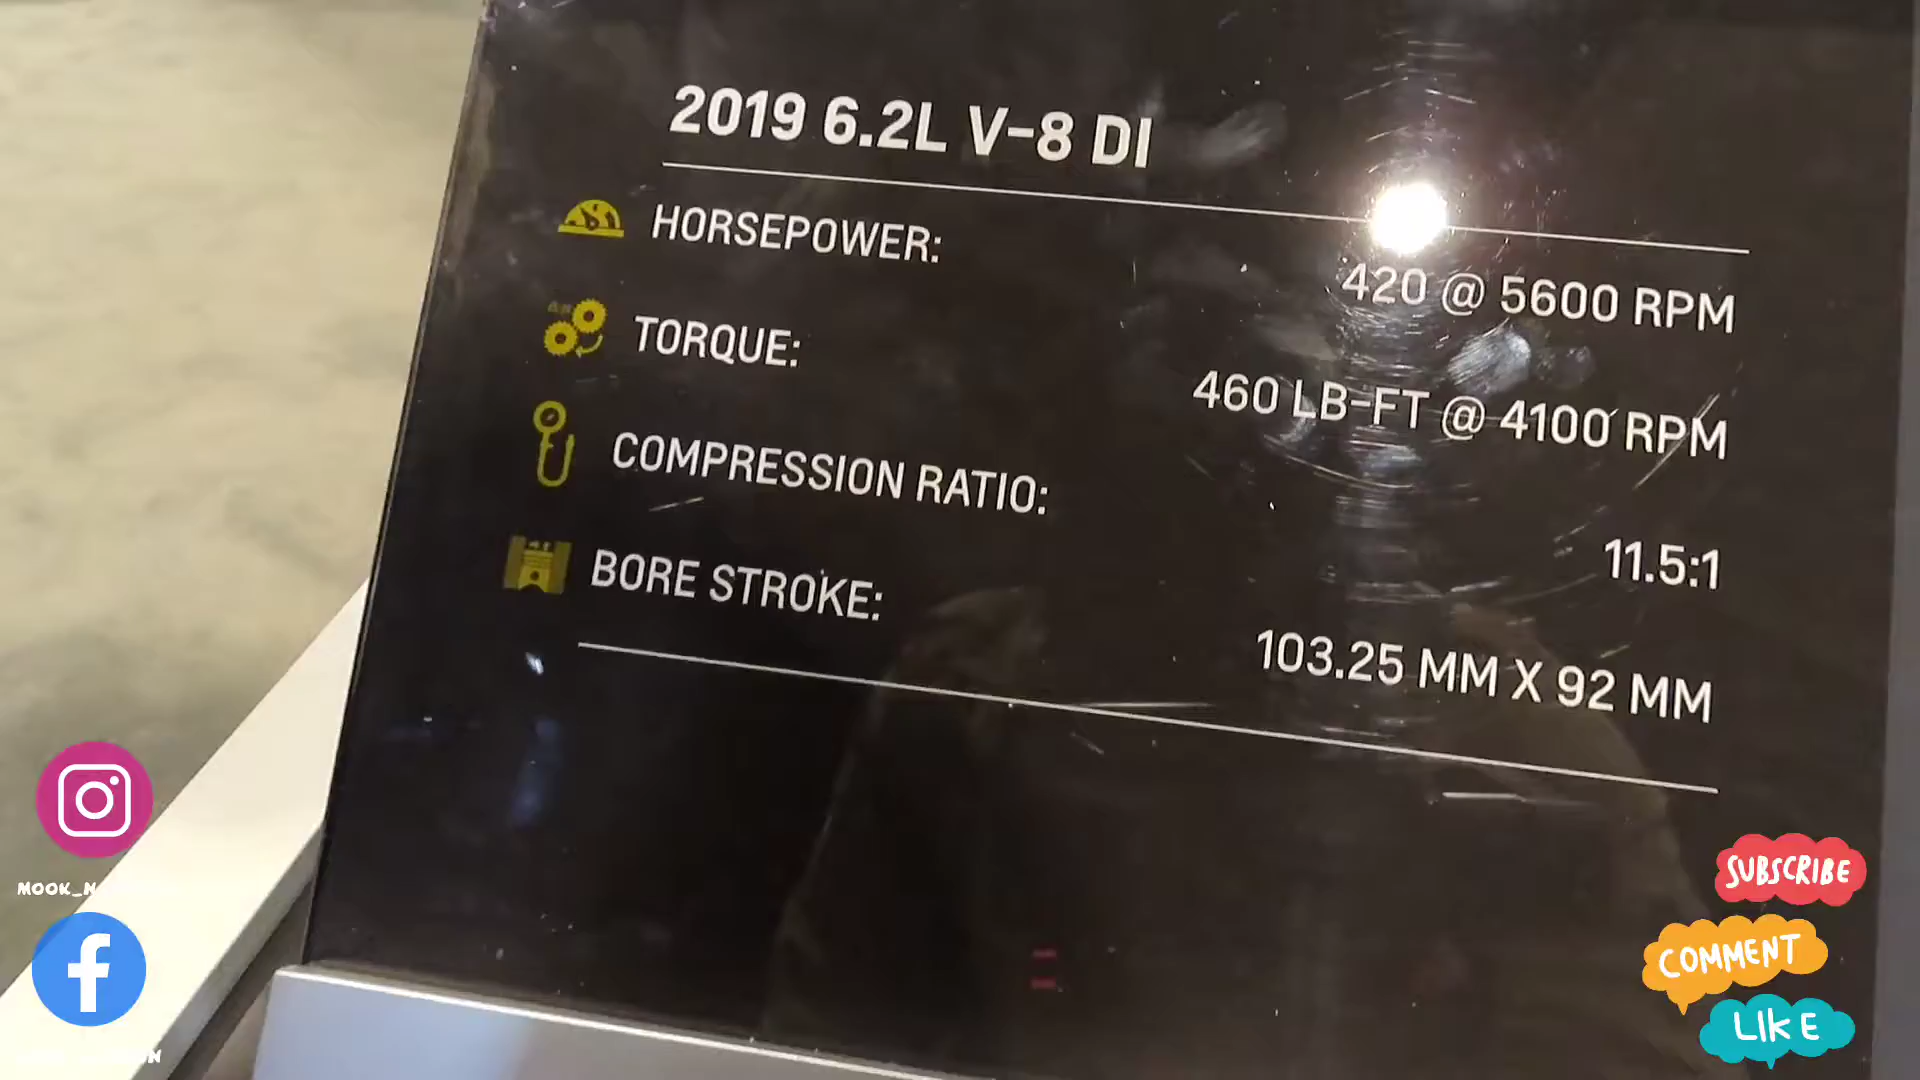 2019 6.2L V-8 DI
HORSEPOWER:
420 @ 5600 RPM
TORQUE:
460 LB-FT @ 4100 RPM
COMPRESSION RATIO:
11.5:1
BORE STROKE:
103.25 MM X 92 MM
SUBSCRIBE
COMMENT
LIKE